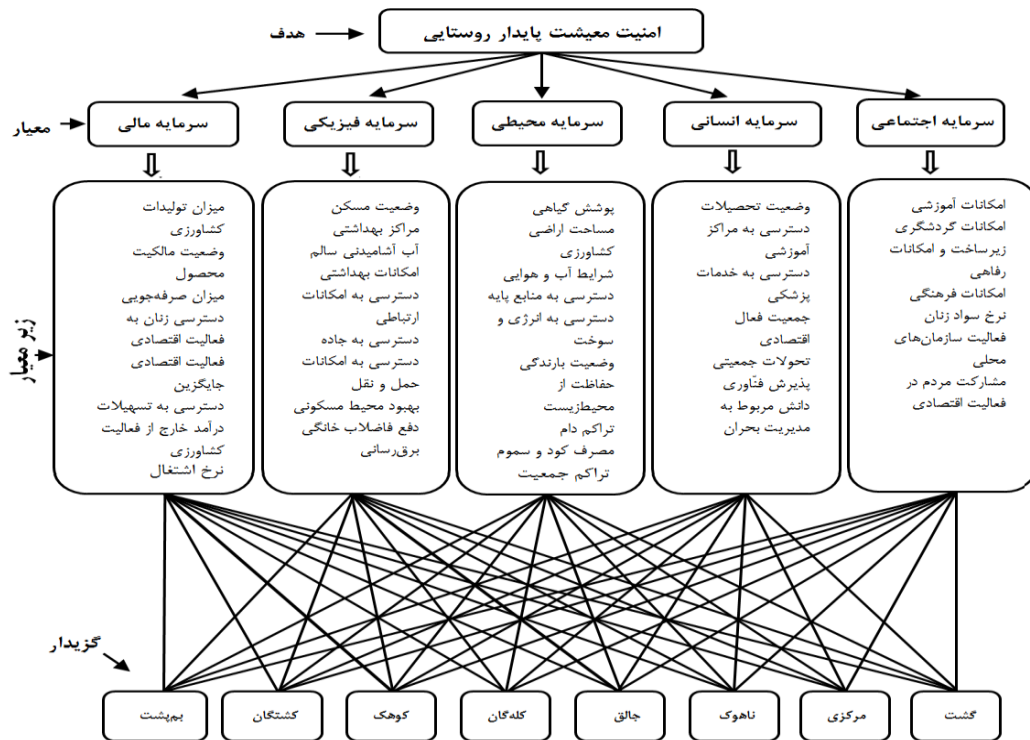 امنیت معیشت پایدار روستایی
هدف
سرمایه اجتماعی
سرمایه انسانی
سرمایه محیطی
سرمایه فیزیکی
سرمایه مالی
معیار
امکانات آموزشی
امکانات گردشگری
زیرساخت و امکانات
رفاهی
امکانات فرهنگی
نرخ سواد زنان
فعالیت سازمان‌های
محلی
مشارکت مردم در
فعالیت اقتصادی
وضعیت تحصیلات
دسترسی به مراکز
آموزشی
دسترسی به خدمات
پزشکی
جمعیت فعال
اقتصادی
تحولات جمعیتی
پذیرش فنّاوری
دانش مربوط به
مدیریت بحران
پوشش گیاهی
مساحت اراضی
کشاورزی
شرایط آب و هوایی
دسترسی به منابع پایه
دسترسی به انرژی و
سوخت
وضعیت بارندگی
حفاظت از
محیط‌زیست
تراکم دام
مصرف کود و سموم
تراکم جمعیت
وضعیت مسکن
مراکز بهداشتی
آب آشامیدنی سالم
امکانات بهداشتی
دسترسی به امکانات
ارتباطی
دسترسی به جاده
دسترسی به امکانات
حمل و نقل
بهبود محیط مسکونی
دفع فاضلاب خانگی
برق‌رسانی
میزان تولیدات
کشاورزی
وضعیت مالکیت
محصول
میزان صرفه‌جویی
دسترسی زنان به
فعالیت اقتصادی
فعالیت اقتصادی
جایگزین
دسترسی به تسهیلات
درآمد خارج از فعالیت
کشاورزی
نرخ اشتغال
زیر معیار
گزیدار
گشت
مرکزی
ناهوک
جالق
کله‌گان
کوهک
کشتگان
بم‌پشت